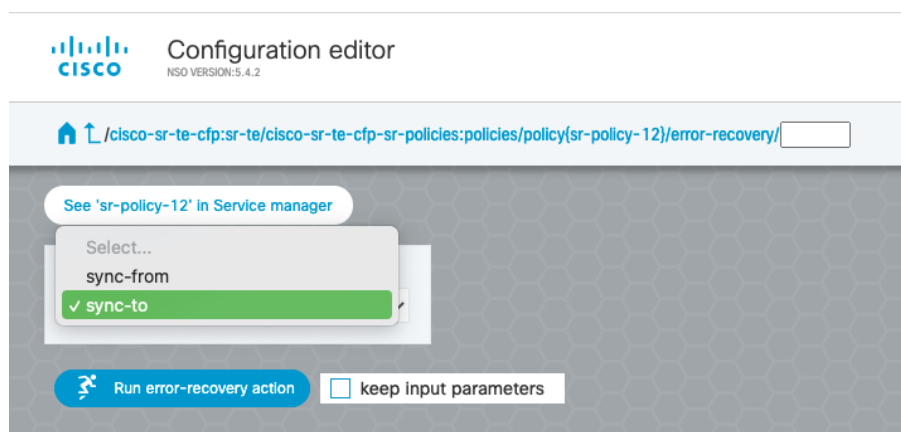 CISCO
Configuration editor
NSO VERSION:5.4.2
/cisco-sr-te-cfp:sr-te/cisco-sr-te-cfp-sr-policies:policies/policy{sr-policy-12}/error-recovery/
See 'sr-policy-12' in Service manager
Select...
sync-from
✓ sync-to
Run error-recovery action
keep input parameters